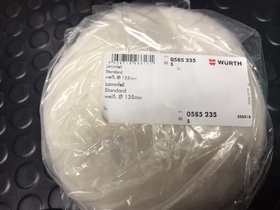 0585 235
5
WÜRTH
Lammfell
Standard
weiß, Ø 135mm
Lammfell
Standard
weiß, Ø 135mm
0585 235
5